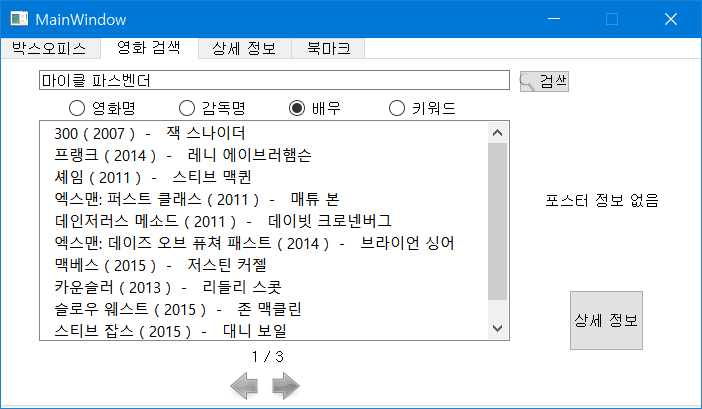 MainWindow
박스오피스 영화 검색 상세 정보 북마크
마이클 파스벤더 검색
영화명 감독명 배우 키워드
300 ( 2007 ) - 잭 스나이더
프랭크 ( 2014 ) - 레니 에이브러햄슨
셰임 ( 2011 ) - 스티브 맥퀸
엑스맨: 퍼스트 클래스 ( 2011 ) - 매튜 본
포스터 정보 없음
데인저러스 메소드 ( 2011 ) - 데이빗 크로넨버그
엑스맨: 데이즈 오브 퓨쳐 패스트 ( 2014 ) - 브라이언 싱어
맥베스 ( 2015 ) - 저스틴 커젤
카운슬러 ( 2013 ) - 리들리 스콧
슬로우 웨스트 ( 2015 ) - 존 맥클린
상세 정보
스티브 잡스 ( 2015 ) - 대니 보일
1 / 3